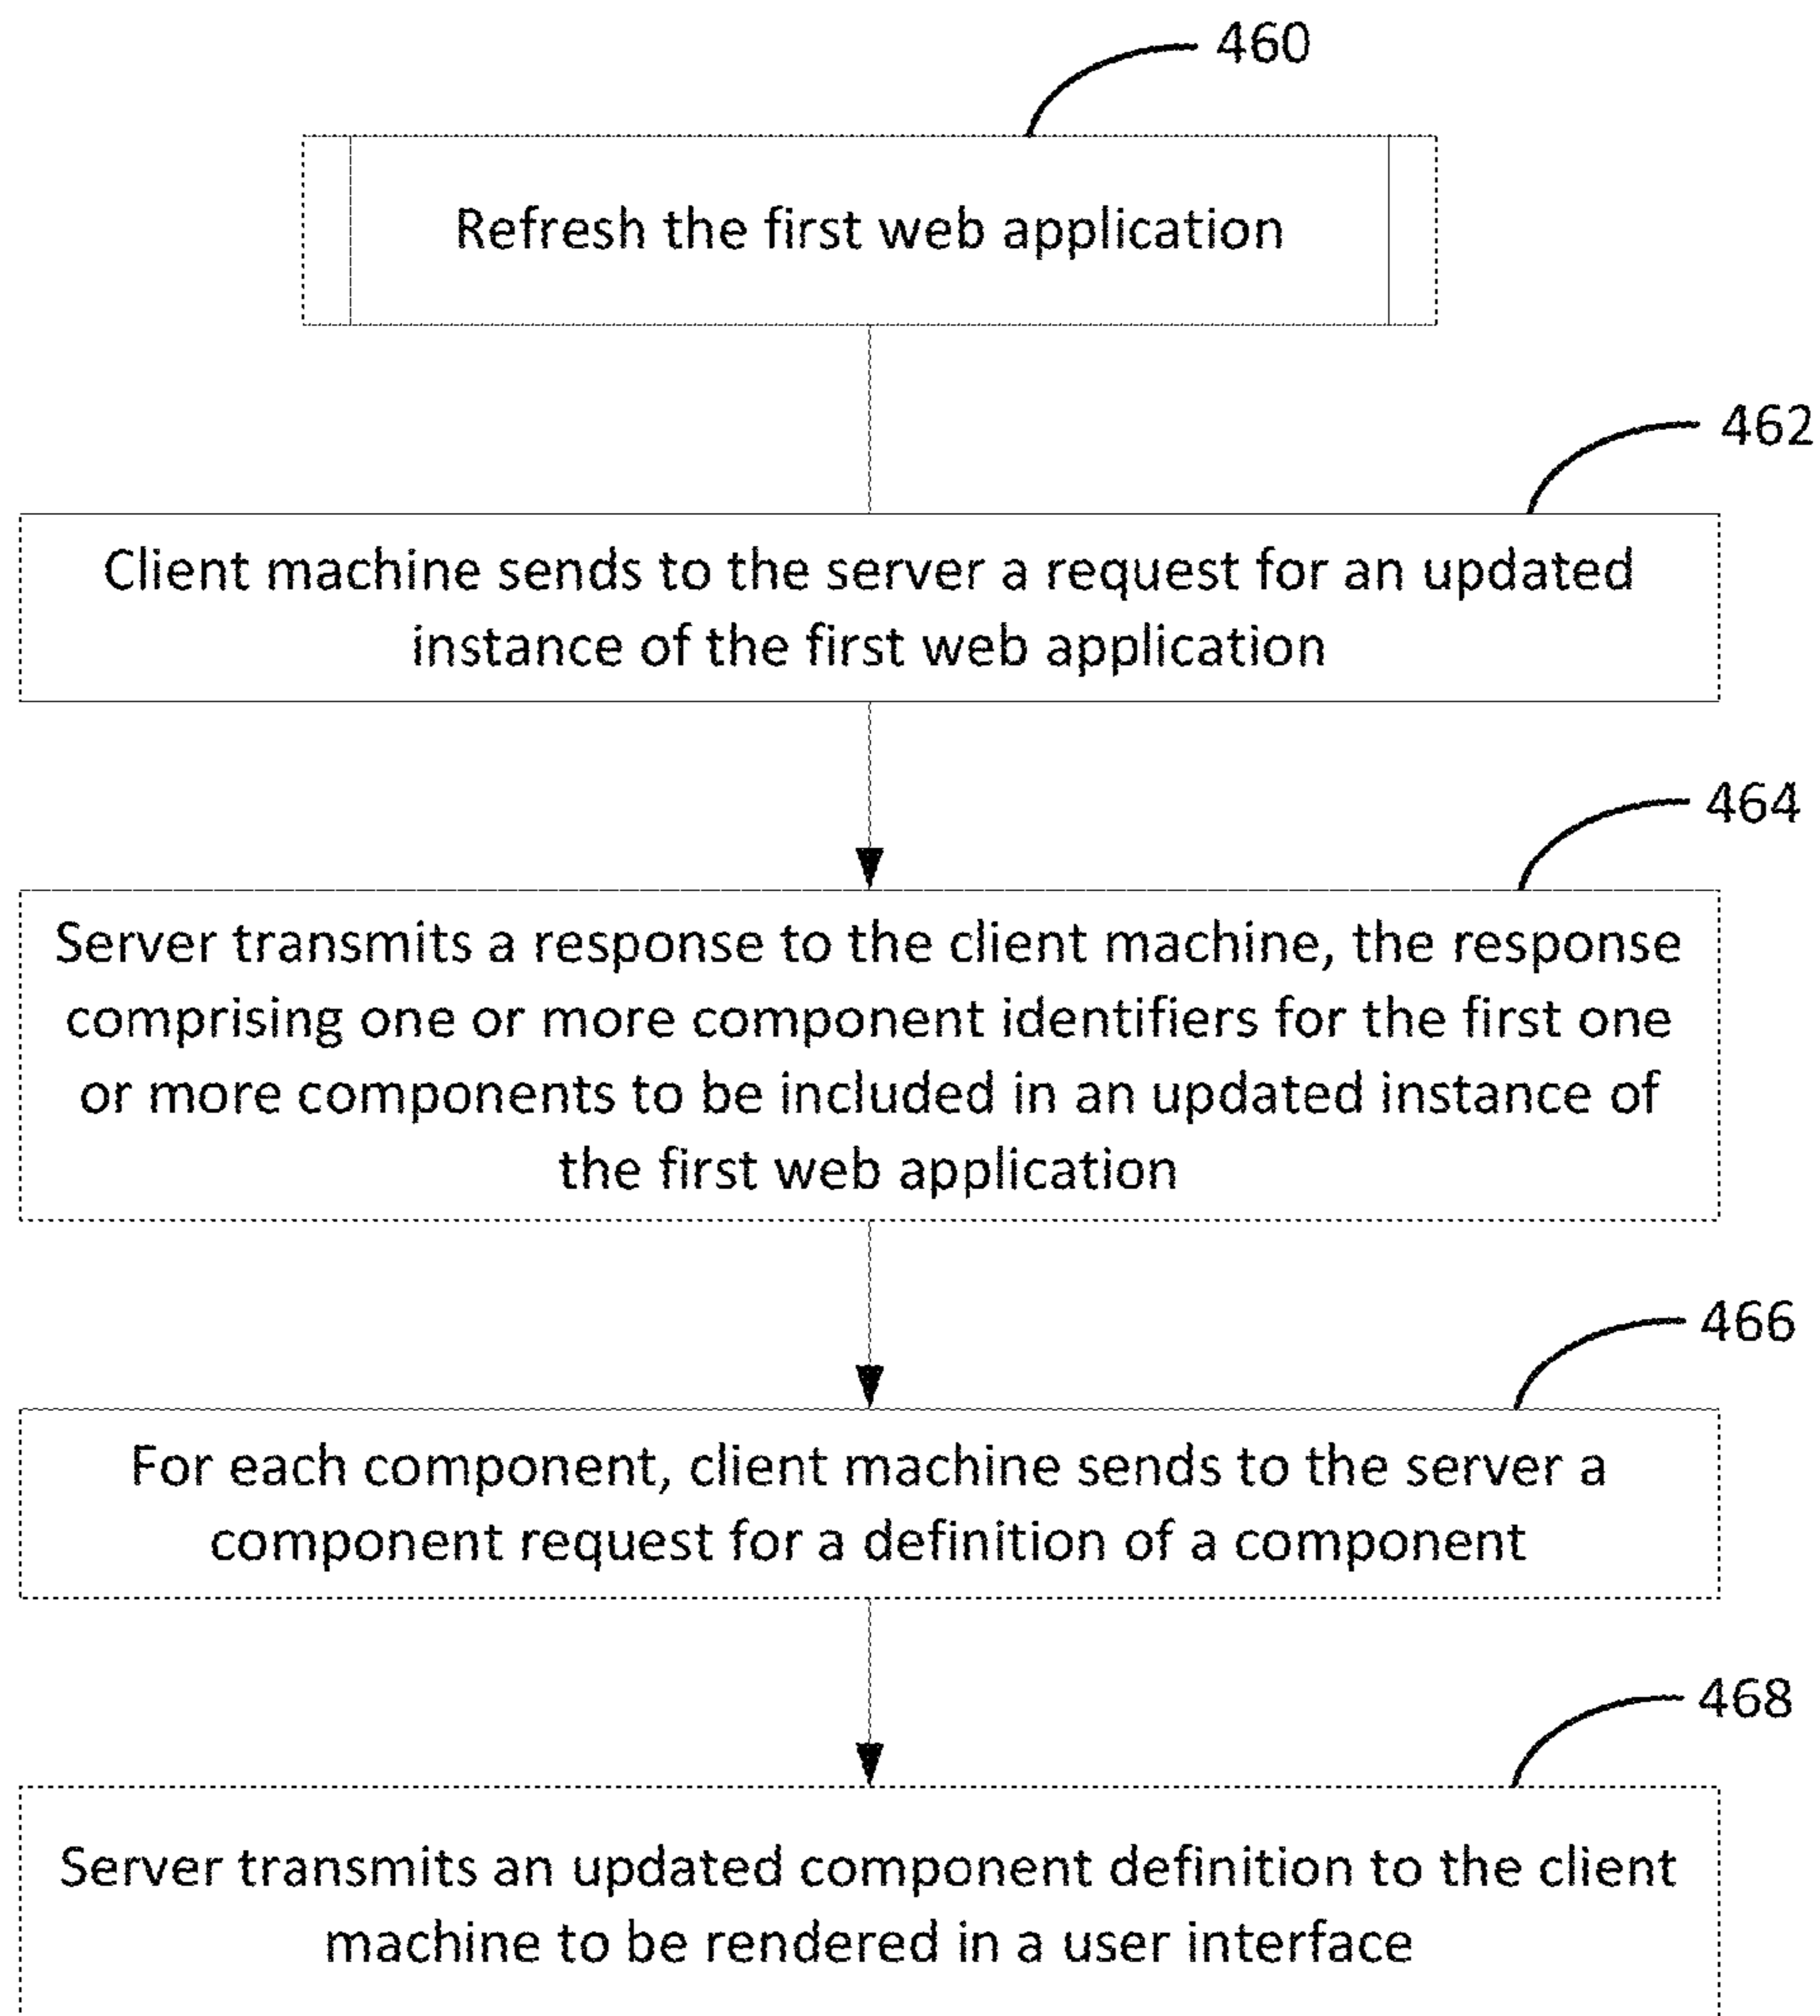 460
Refresh the first web application
462
Client machine sends to the server a request for an updated
instance of the first web application
464
Server transmits a response to the client machine, the response
comprising one or more component identifiers for the first one
or more components to be included in an updated instance of
the first web application
466
For each component, client machine sends to the server a
component request for a definition of a component
468
Server transmits an updated component definition to the client
machine to be rendered in a user interface